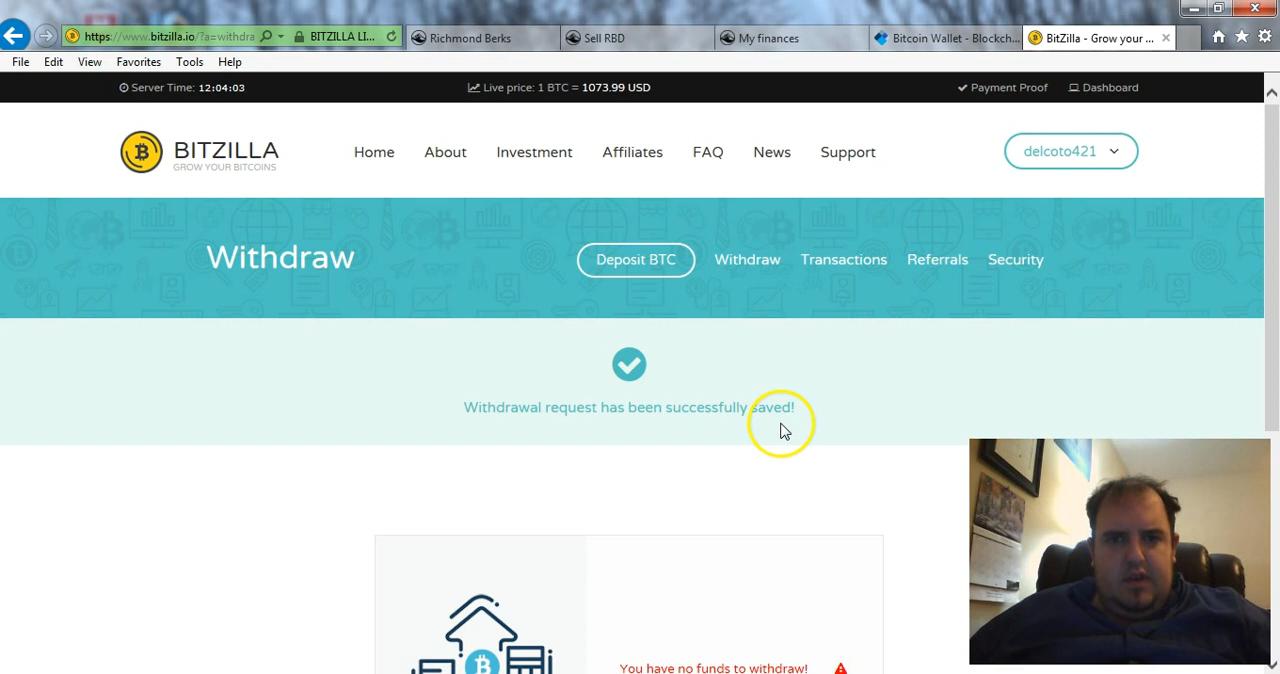 https://www.bitzilla.io/?a=withdra
BITZILLA LI...
Richmond Berks
Sell RBD
My finances
Bitcoin Wallet - Blockch...
BitZilla - Grow your ...
File Edit View Favorites Tools Help
Server Time: 12:04:03
Live price: 1 BTC = 1073.99 USD
Payment Proof
Dashboard
BITZILLA
GROW YOUR BITCOINS
Home About Investment Affiliates FAQ News Support
delcoto421
Withdraw
Deposit BTC Withdraw Transactions Referrals Security
Withdrawal request has been successfully saved!
You have no funds to withdraw!